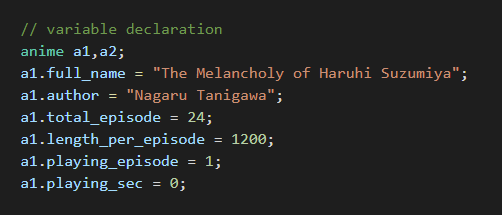 // variable declaration
anime a1,a2;
a1.full_name = "The Melancholy of Haruhi Suzumiya";
a1.author = "Nagaru Tanigawa";
a1.total_episode = 24;
a1.length_per_episode = 1200;
a1.playing_episode = 1;
a1.playing_sec = 0;